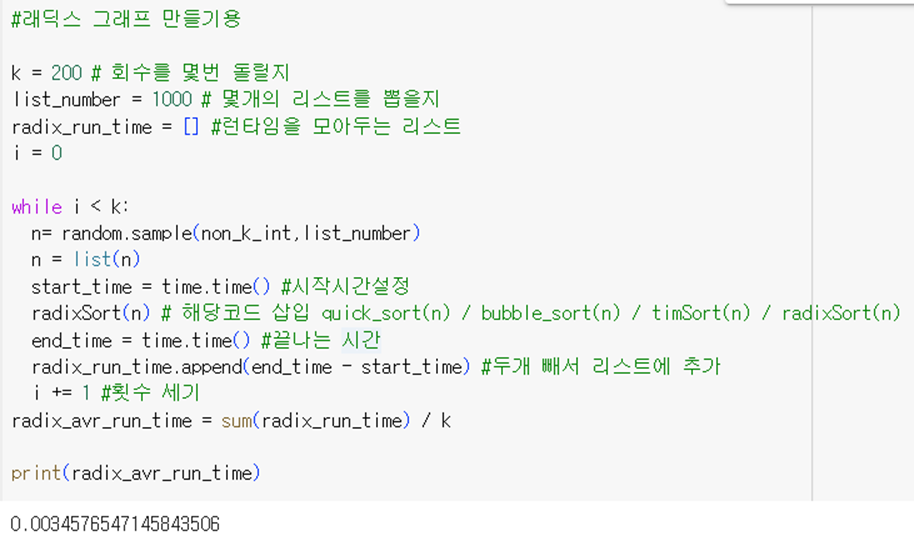 #래딕스 그래프 만들기용
k = 200 # 회수를 몇번 돌릴지
list_number = 1000 # 몇개의 리스트를 뽑을지
radix_run_time = [] #런타임을 모아두는 리스트
i = 0
while i < k:
n= random.sample(non_k_int,list_number)
n = list(n)
start_time = time.time() #시작시간설정
radixSort(n) # 해당코드 삽입 quick_sort(n) / bubble_sort(n) / timSort(n) / radixSort(n)
end_time = time.time() #끝나는 시간
radix_run_time.append(end_time - start_time) #두개 빼서 리스트에 추가
i += 1 #횟수 세기
radix_avr_run_time = sum(radix_run_time) / k
print(radix_avr_run_time)
0.0034576547145843506